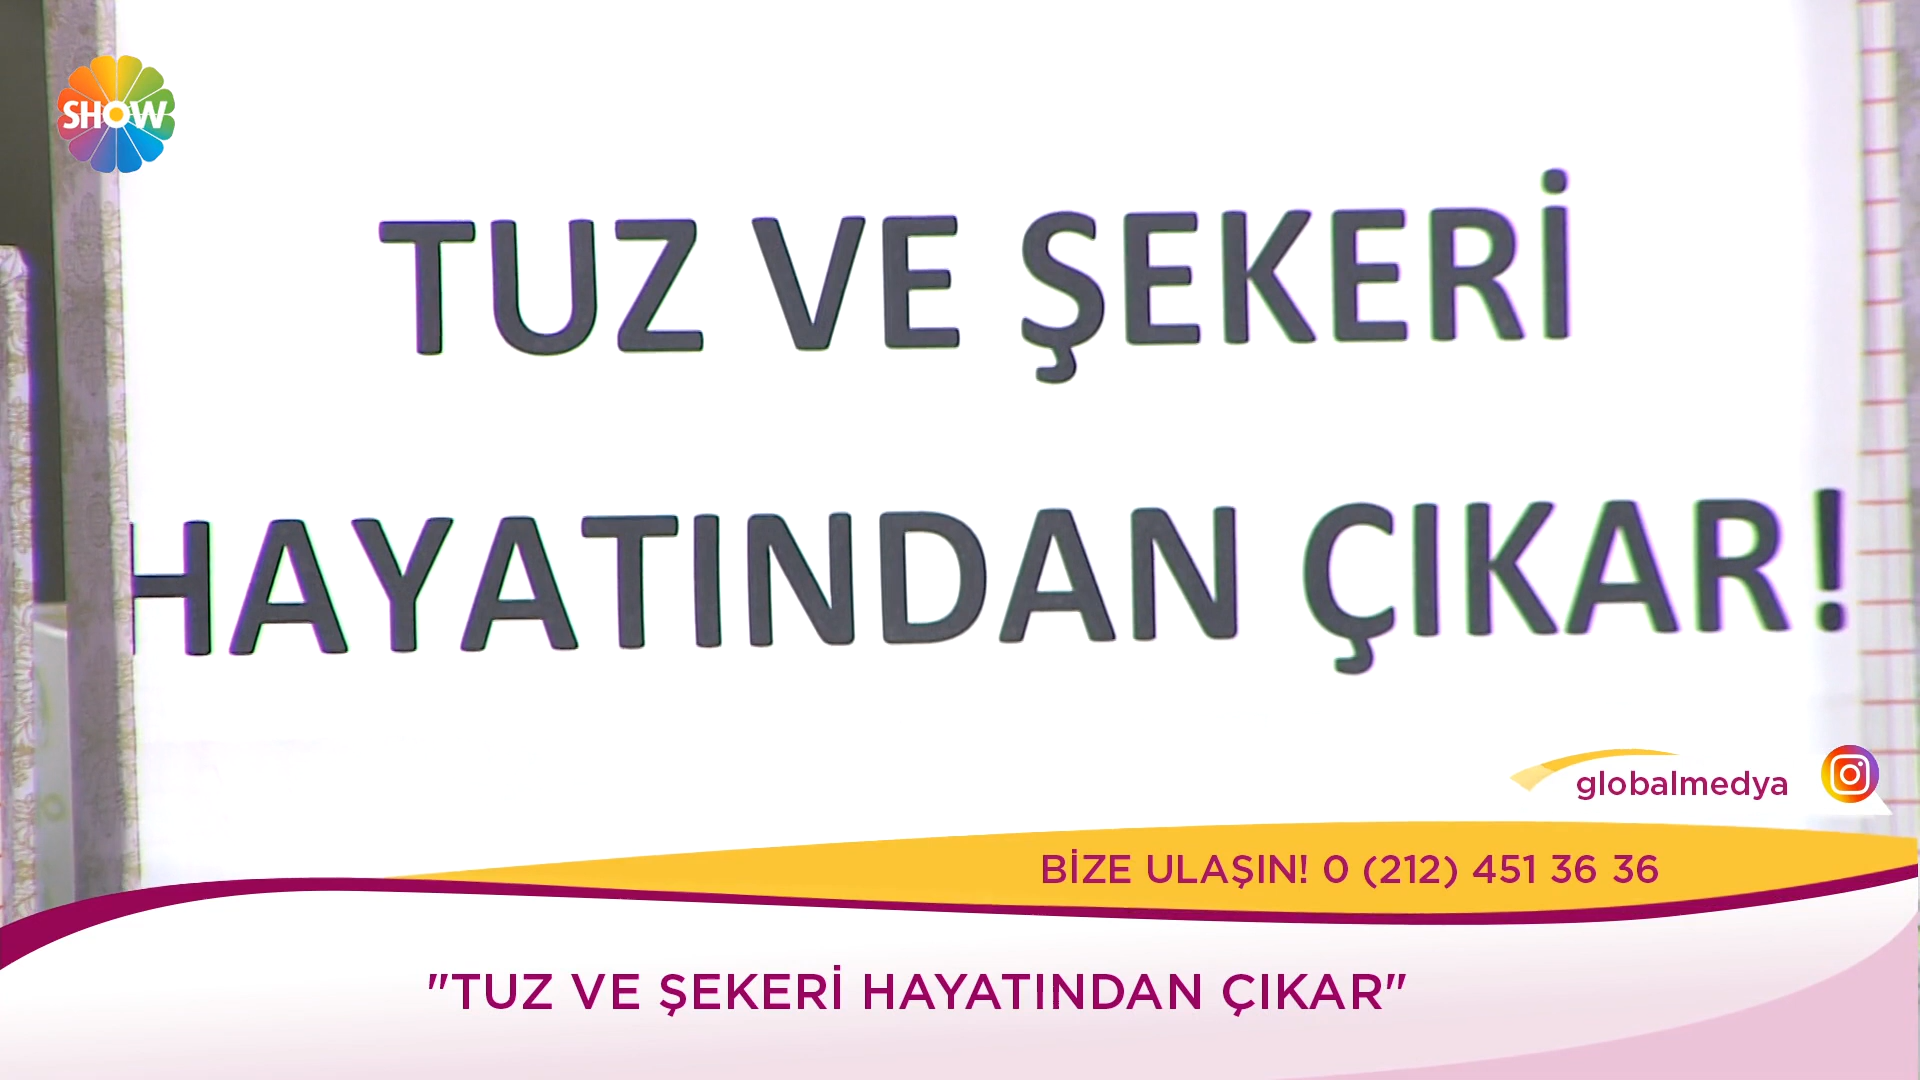 SHOW
TUZ VE ŞEKERİ
HAYATINDAN ÇIKAR!
globalmedya
BİZE ULAŞIN! 0 (212) 451 36 36
"TUZ VE ŞEKERİ HAYATINDAN ÇIKAR"